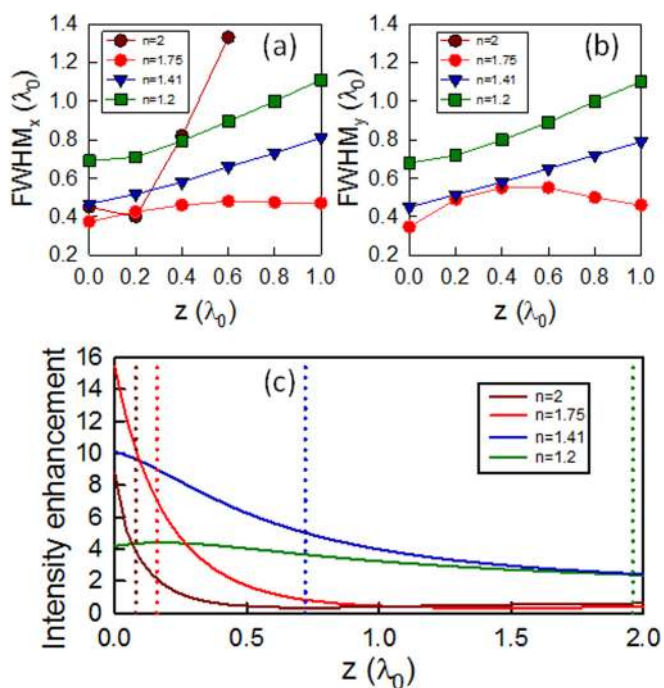 1.4
1.2
1.0
0.8
0.6
0.4
0.2
FWHMx (λ0)
n=2
n=1.75
n=1.41
n=1.2
(a)
0.0 0.2 0.4 0.6 0.8 1.0
z (λ0)
1.4
1.2
1.0
0.8
0.6
0.4
0.2
FWHMy (λ0)
n=2
n=1.75
n=1.41
n=1.2
(b)
0.0 0.2 0.4 0.6 0.8 1.0
z (λ0)
16
14
12
10
8
6
4
2
0
Intensity enhancement
(c)
n=2
n=1.75
n=1.41
n=1.2
0.0 0.5 1.0 1.5 2.0
z (λ0)